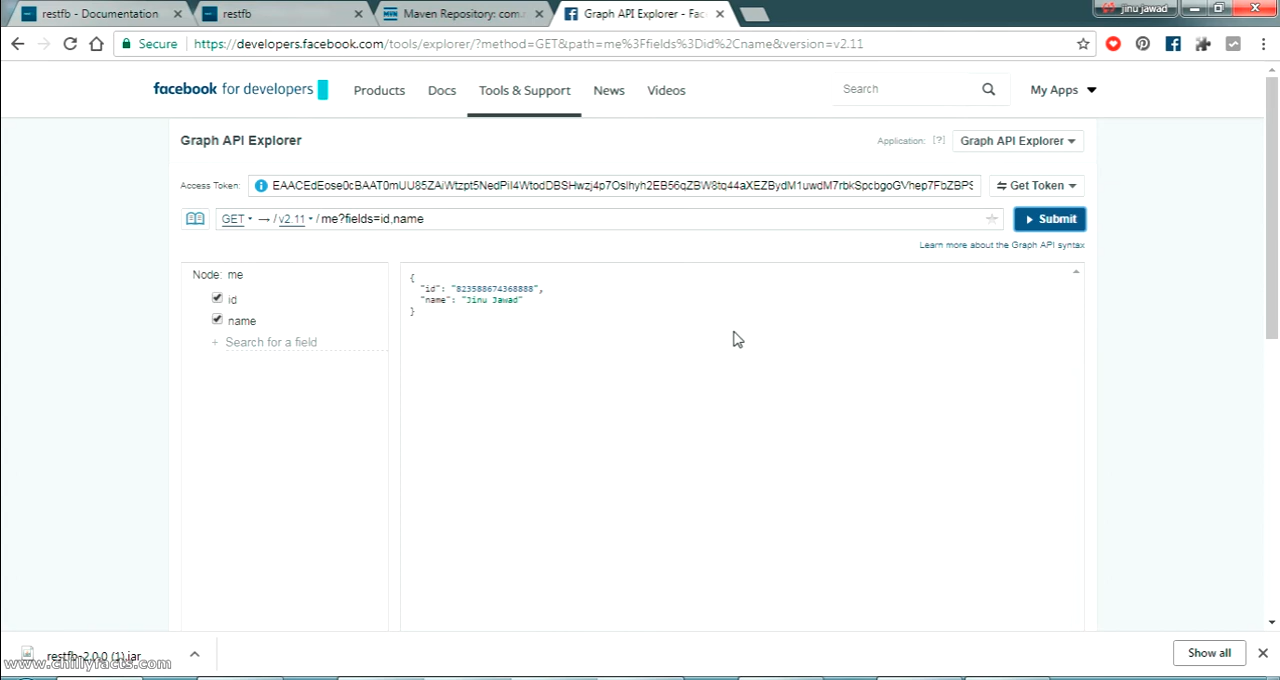 restfb - Documentation
restfb
Maven Repository: com.
Graph API Explorer - Fac
jinu jawad
Secure
https://developers.facebook.com/tools/explorer/?method=GET&path=me%3Ffields%3Did%2Cname&version=v2.11
facebook for developers
Products
Docs
Tools & Support
News
Videos
Search
My Apps
Graph API Explorer
Application: [?]
Graph API Explorer
Access Token:
Get Token
GET → / v2.11 / me?fields=id,name
Submit
Learn more about the Graph API syntax
Node: me
id
name
+ Search for a field
{
"id": "823588674368888",
"name": "Jinu Jawad"
}
restfb-2.0.0 (1).jar
www.chillyfacts.com
Show all